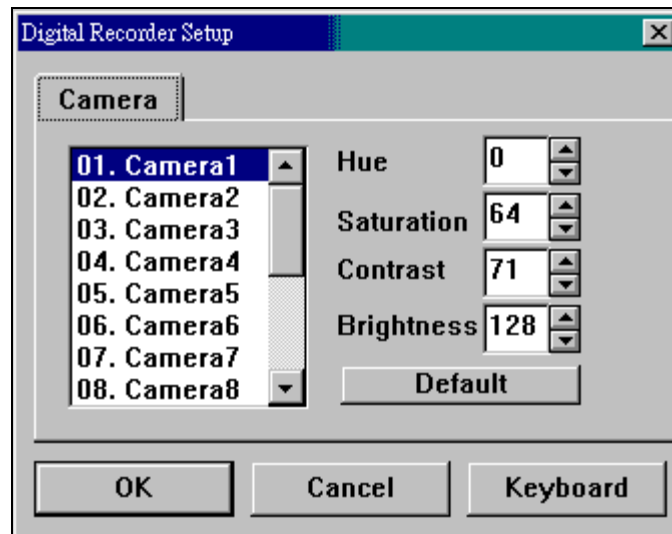 Digital Recorder Setup
Camera
01. Camera1
02. Camera2
03. Camera3
04. Camera4
05. Camera5
06. Camera6
07. Camera7
08. Camera8
Hue 0
Saturation 64
Contrast 71
Brightness 128
Default
OK Cancel Keyboard